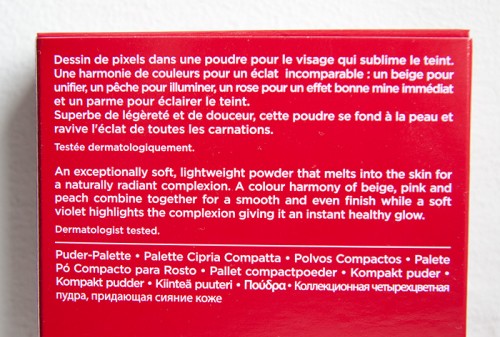 Dessin de pixels dans une poudre pour le visage qui sublime le teint.
Une harmonie de couleurs pour un éclat incomparable : un beige pour
unifier, un pêche pour illuminer, un rose pour un effet bonne mine immédiat
et un parme pour éclairer le teint.
Superbe de légèreté et de douceur, cette poudre se fond à la peau et
ravive l'éclat de toutes les carnations.
Testée dermatologiquement.
An exceptionally soft, lightweight powder that melts into the skin for
a naturally radiant complexion. A colour harmony of beige, pink and
peach combine together for a smooth and even finish while a soft
violet highlights the complexion giving it an instant healthy glow.
Dermatologist tested.
Puder-Palette • Palette Cipria Compatta • Polvos Compactos • Palete
Pó Compacto para Rosto • Pallet compactpoeder • Kompakt puder •
Kompakt pudder • Kiinteä puuteri • Πούδρα • Коллекционная четырехцветная
пудра, придающая сияние коже